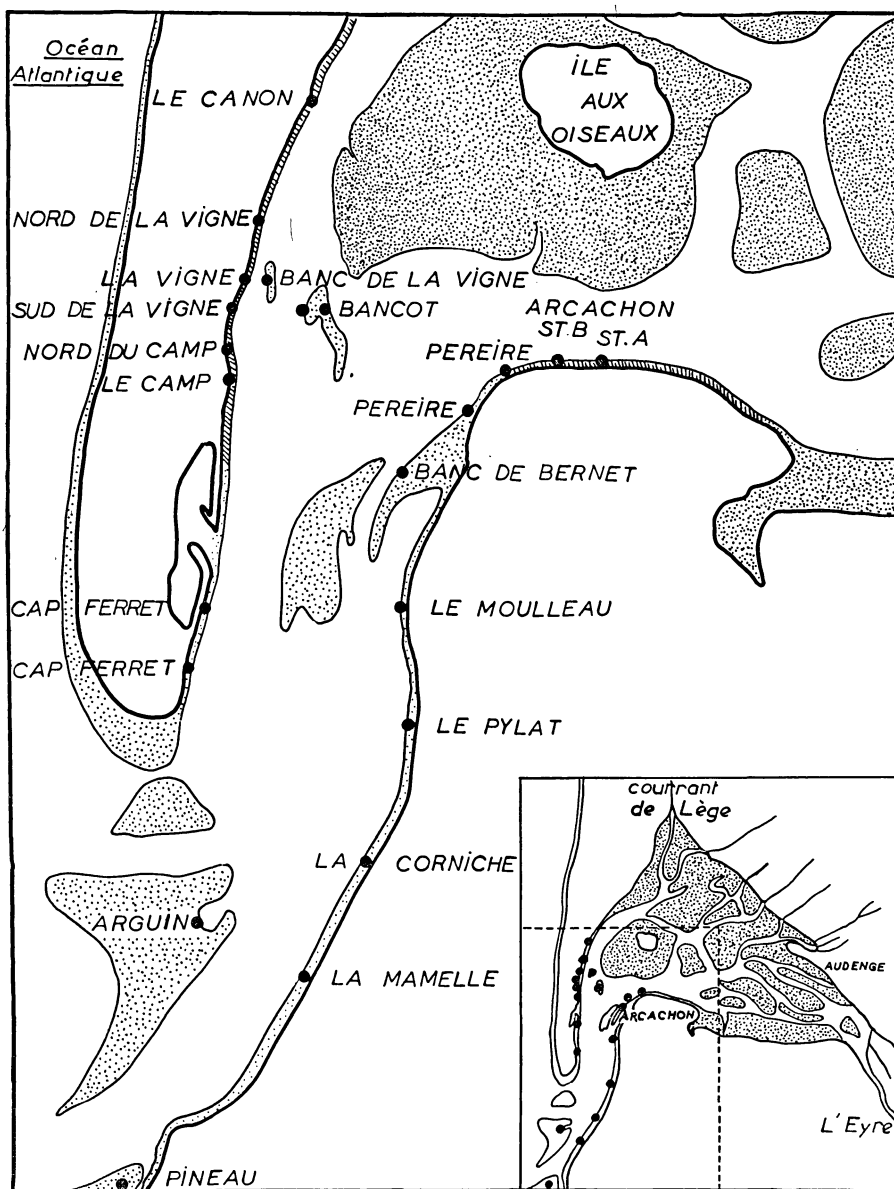 Océan
Atlantique
ÎLE
AUX
OISEAUX
LE CANON
NORD DE LA VIGNE
LA VIGNE
BANC DE LA VIGNE
SUD DE LA VIGNE
BANCOT
ARCACHON
ST.B
ST.A
NORD DU CAMP
PEREIRE
LE CAMP
PEREIRE
BANC DE BERNET
CAP FERRET
LE MOULLEAU
CAP FERRET
LE PYLAT
LA CORNICHE
ARGUIN
LA MAMELLE
PINEAU
courrant
de Lège
AUDENGE
ARCACHON
L'Eyre